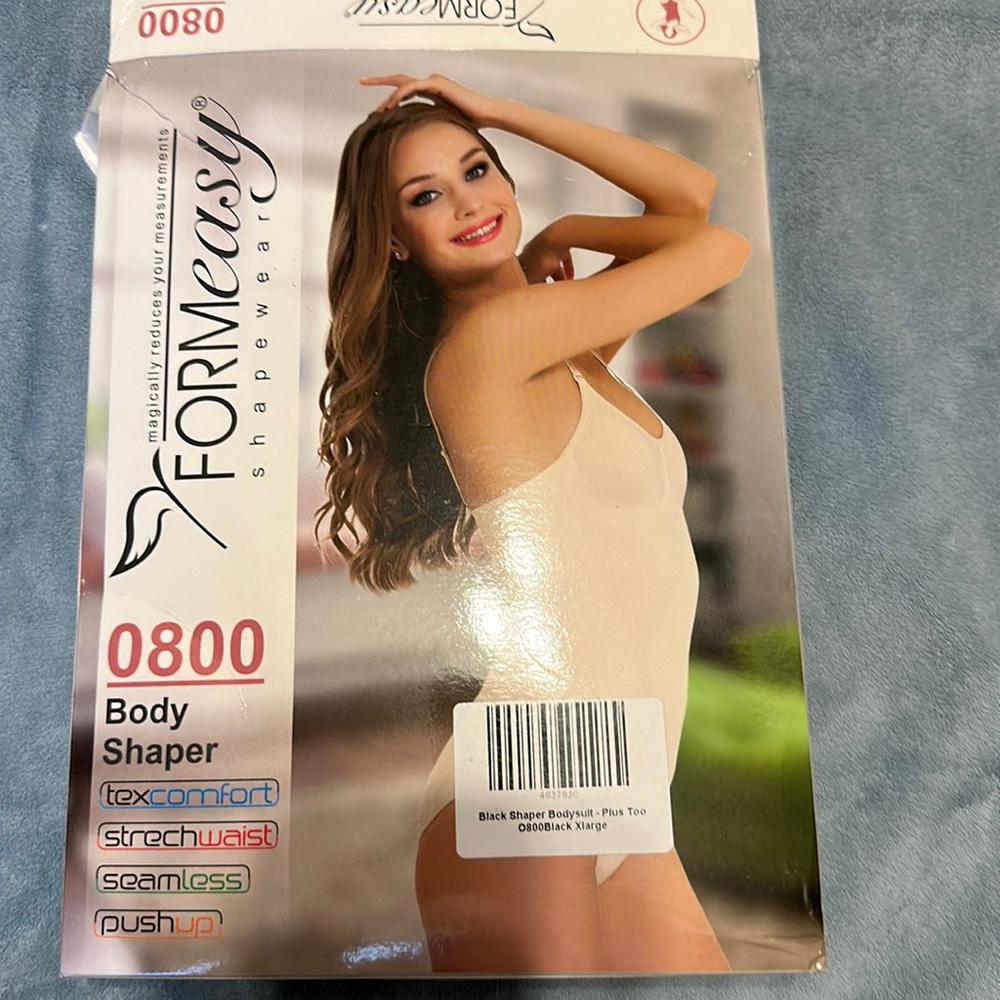 0800
FORMeasy
magically reduces your measurements
FORMeasy®
shapewear
0800
Body
Shaper
texcomfort
strechwaist
seamless
pushup
4637830
Black Shaper Bodysuit - Plus Too
O800Black Xlarge